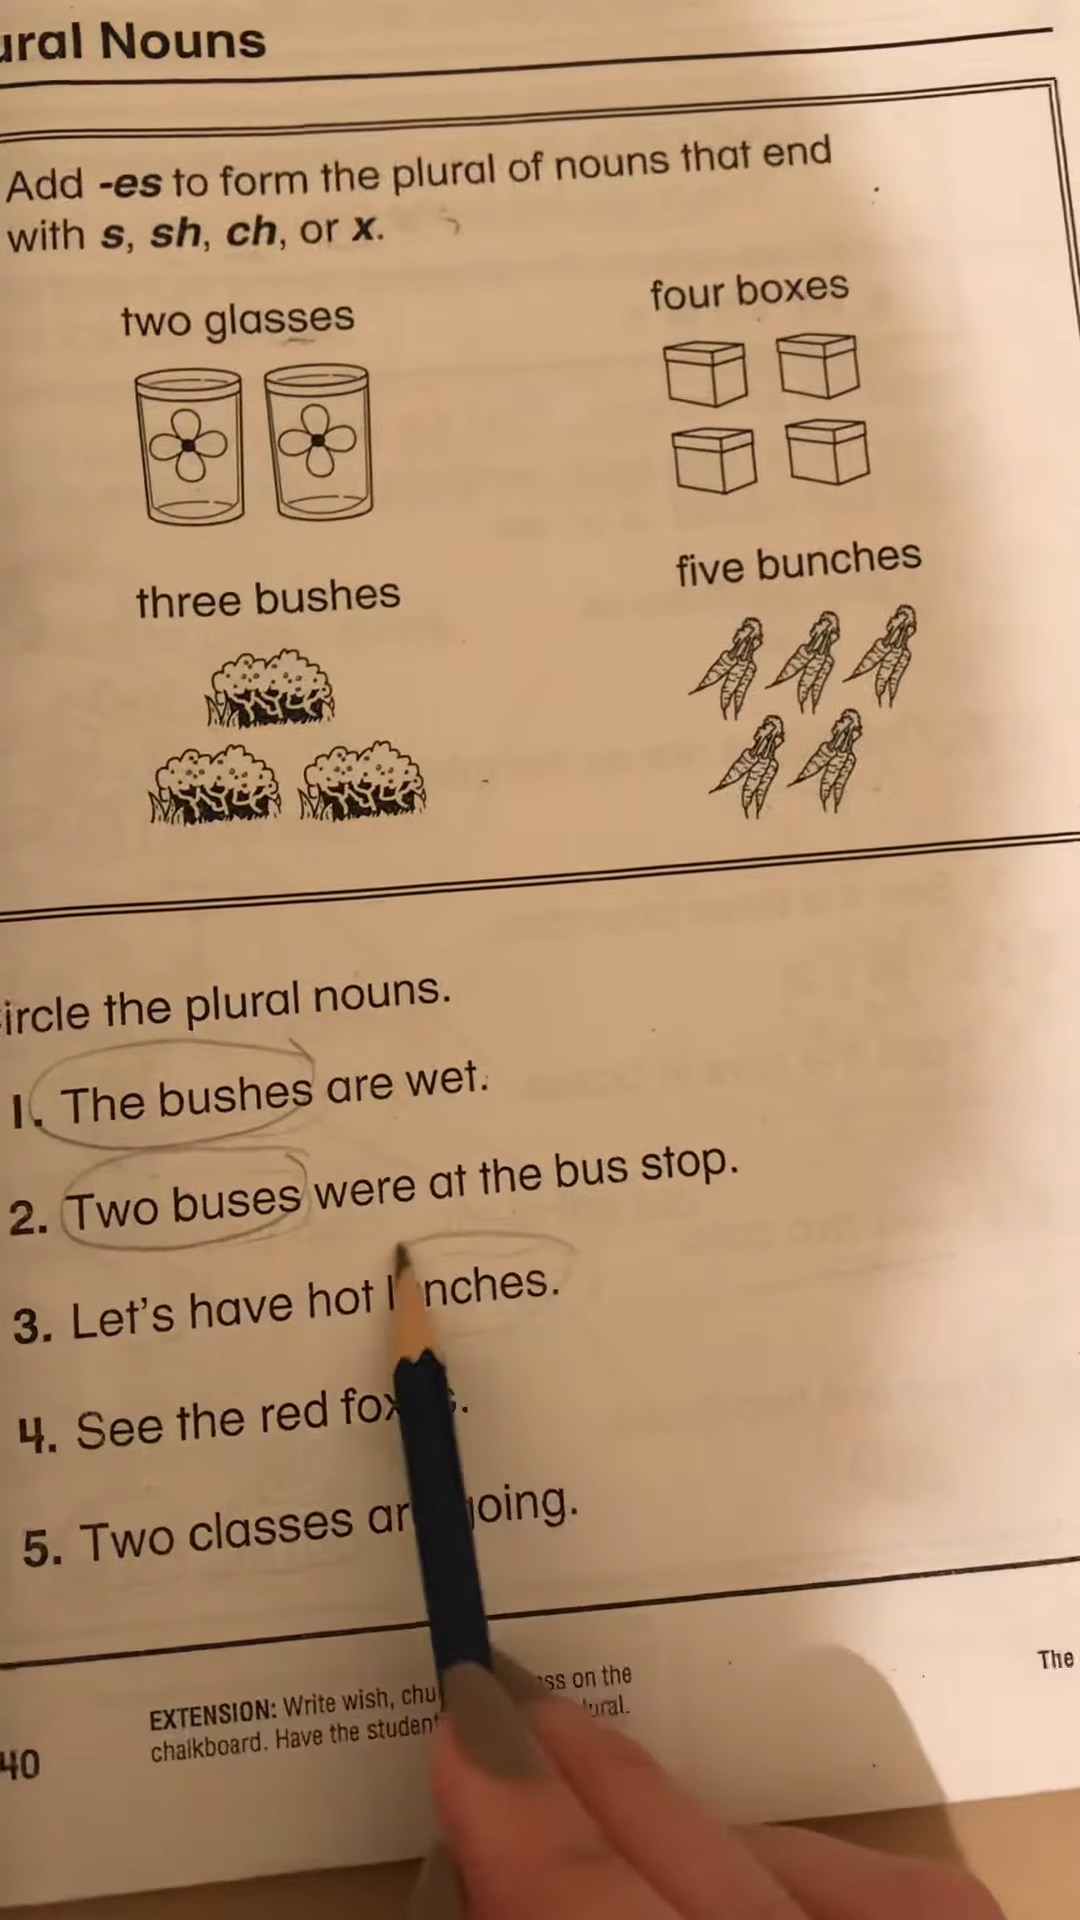 Nouns
Add -es to form the plural of nouns that end
with s, sh, ch, or x.
two glasses
four boxes
three bushes
five bunches
the plural nouns.
1. The bushes are wet.
2. Two buses were at the bus stop.
3. Let's have hot
4. See the red
5. Two classes
EXTENSION: Write wish, on the
chalkboard. Have the
The
40